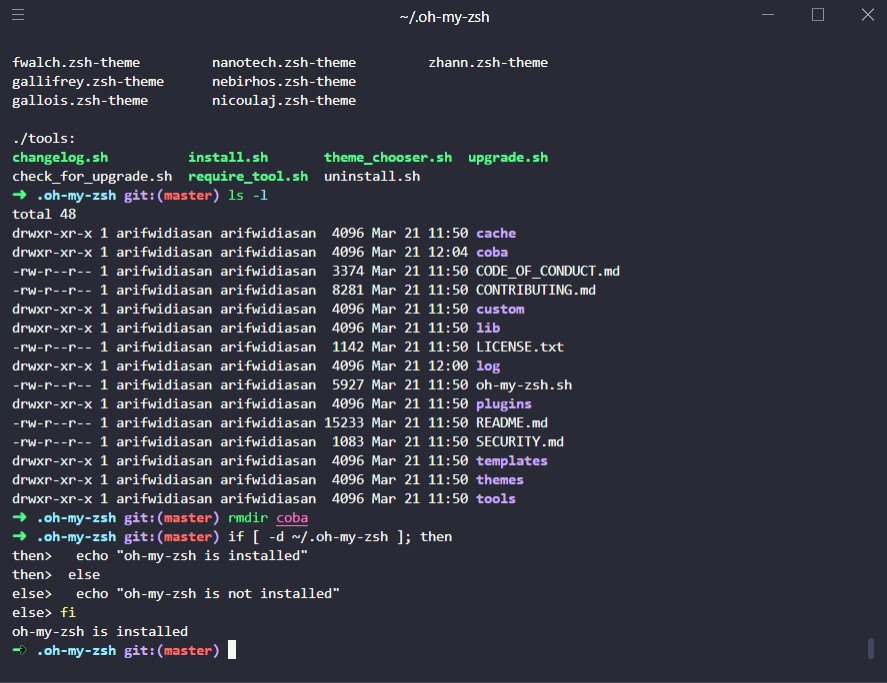 ~/.oh-my-zsh
fwalch.zsh-theme nanotech.zsh-theme zhann.zsh-theme
gallifrey.zsh-theme nebirhos.zsh-theme
gallois.zsh-theme nicoulaj.zsh-theme
./tools:
changelog.sh install.sh theme_chooser.sh upgrade.sh
check_for_upgrade.sh require_tool.sh uninstall.sh
➜ .oh-my-zsh git:(master) ls -l
total 48
drwxr-xr-x 1 arifwidiasan arifwidiasan 4096 Mar 21 11:50 cache
drwxr-xr-x 1 arifwidiasan arifwidiasan 4096 Mar 21 12:04 coba
-rw-r--r-- 1 arifwidiasan arifwidiasan 3374 Mar 21 11:50 CODE_OF_CONDUCT.md
-rw-r--r-- 1 arifwidiasan arifwidiasan 8281 Mar 21 11:50 CONTRIBUTING.md
drwxr-xr-x 1 arifwidiasan arifwidiasan 4096 Mar 21 11:50 custom
drwxr-xr-x 1 arifwidiasan arifwidiasan 4096 Mar 21 11:50 lib
-rw-r--r-- 1 arifwidiasan arifwidiasan 1142 Mar 21 11:50 LICENSE.txt
drwxr-xr-x 1 arifwidiasan arifwidiasan 4096 Mar 21 12:00 log
-rw-r--r-- 1 arifwidiasan arifwidiasan 5927 Mar 21 11:50 oh-my-zsh.sh
drwxr-xr-x 1 arifwidiasan arifwidiasan 4096 Mar 21 11:50 plugins
-rw-r--r-- 1 arifwidiasan arifwidiasan 15233 Mar 21 11:50 README.md
-rw-r--r-- 1 arifwidiasan arifwidiasan 1083 Mar 21 11:50 SECURITY.md
drwxr-xr-x 1 arifwidiasan arifwidiasan 4096 Mar 21 11:50 templates
drwxr-xr-x 1 arifwidiasan arifwidiasan 4096 Mar 21 11:50 themes
drwxr-xr-x 1 arifwidiasan arifwidiasan 4096 Mar 21 11:50 tools
➜ .oh-my-zsh git:(master) rmdir coba
➜ .oh-my-zsh git:(master) if [ -d ~/.oh-my-zsh ]; then
then> echo "oh-my-zsh is installed"
then> else
else> echo "oh-my-zsh is not installed"
else> fi
oh-my-zsh is installed
➜ .oh-my-zsh git:(master)